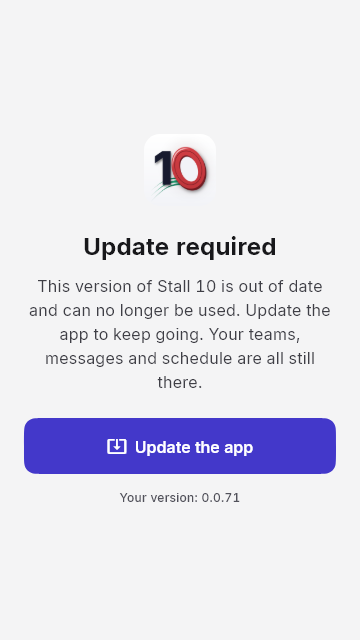 10
Update required
This version of Stall 10 is out of date
and can no longer be used. Update the
app to keep going. Your teams,
messages and schedule are all still
there.
Update the app
Your version: 0.0.71